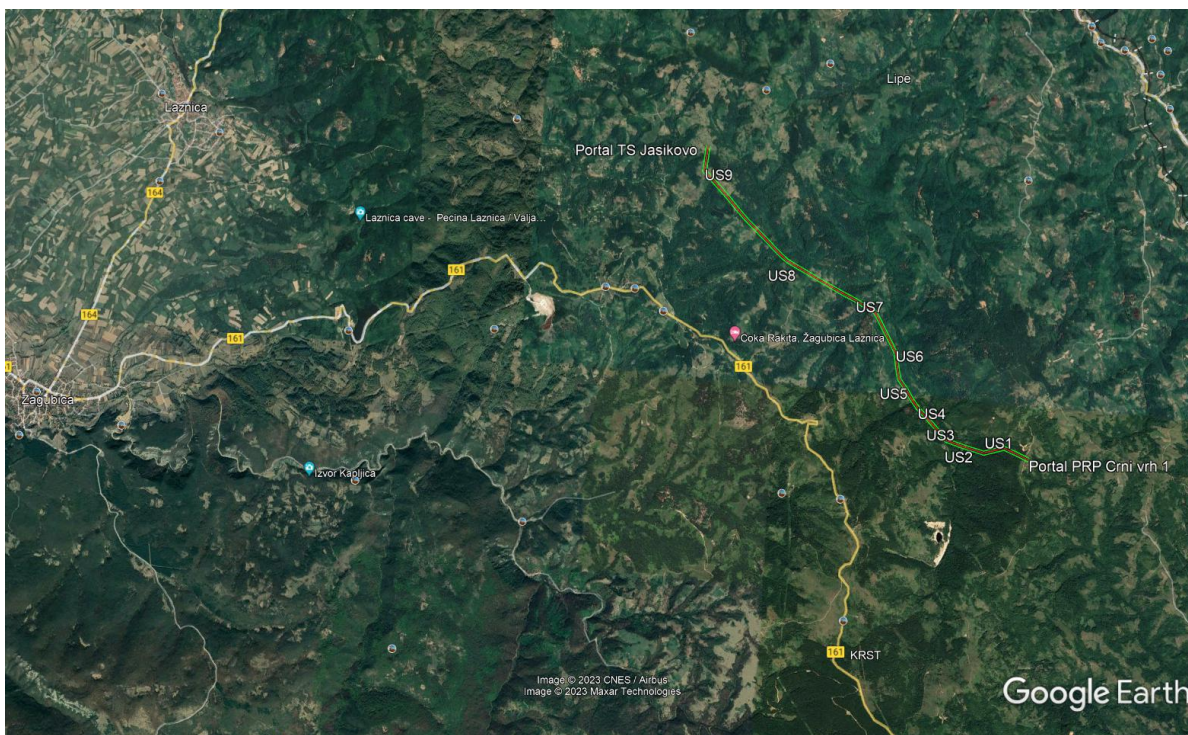 Lipe
Laznica
Portal TS Jasikovo
US9
164
Laznica cave - Pecina Laznica / Valja...
161
US8
164
US7
161
Coka Rakita, Žagubica Laznica
US6
161
61
Žagubica
US5
US4
US3
US1
US2
Portal PRP Crni vrh 1
Izvor Kapljica
161
KRST
Image © 2023 CNES / Airbus
Image © 2023 Maxar Technologies
Google Earth